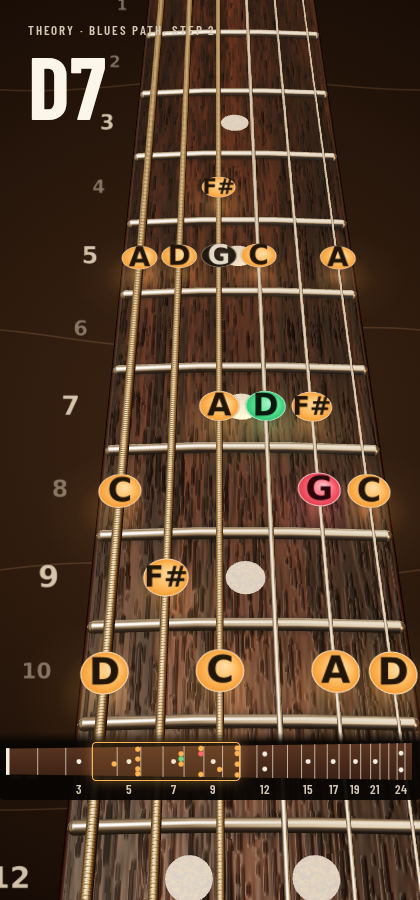 1
THEORY · BLUES PATH, STEP 2
2
D7
3
4 F#
5 A D G C A
6
7 A D F#
8 C G C
9 F#
10 D C A D
3 5 7 9 12 15 17 19 21 24
12